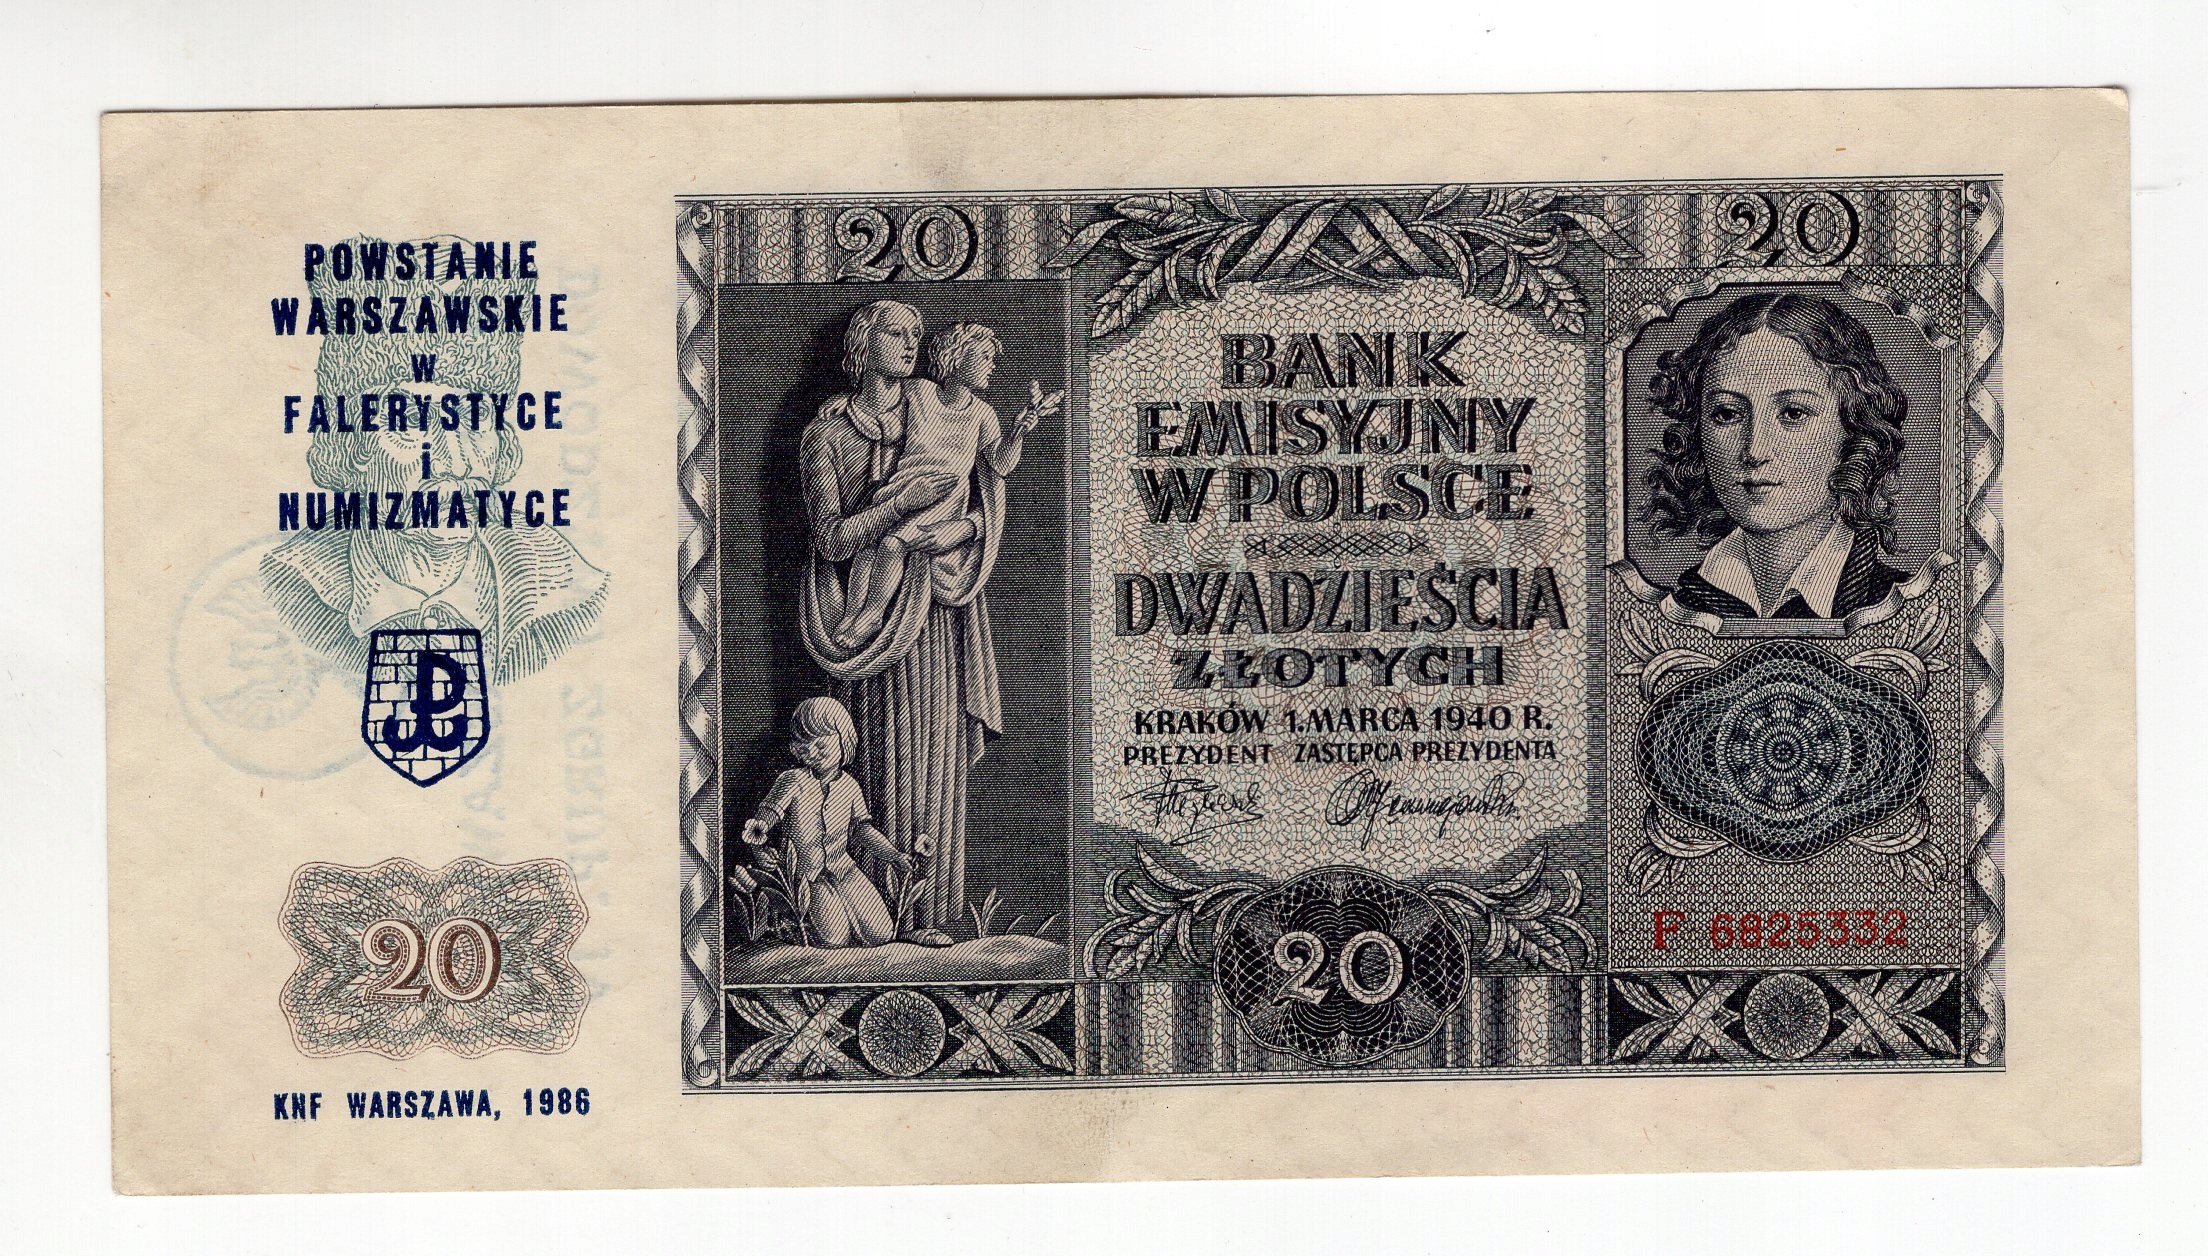 POWSTANIE
WARSZAWSKIE
W
FALERYSTYCE
i
NUMIZMATYCE
20
KNF WARSZAWA, 1986
20
20
BANK
EMISYJNY
W POLSCE
DWADZIEŚCIA
ZŁOTYCH
KRAKÓW 1. MARCA 1940 R.
PREZYDENT ZASTĘPCA PREZYDENTA
20
F 6825332